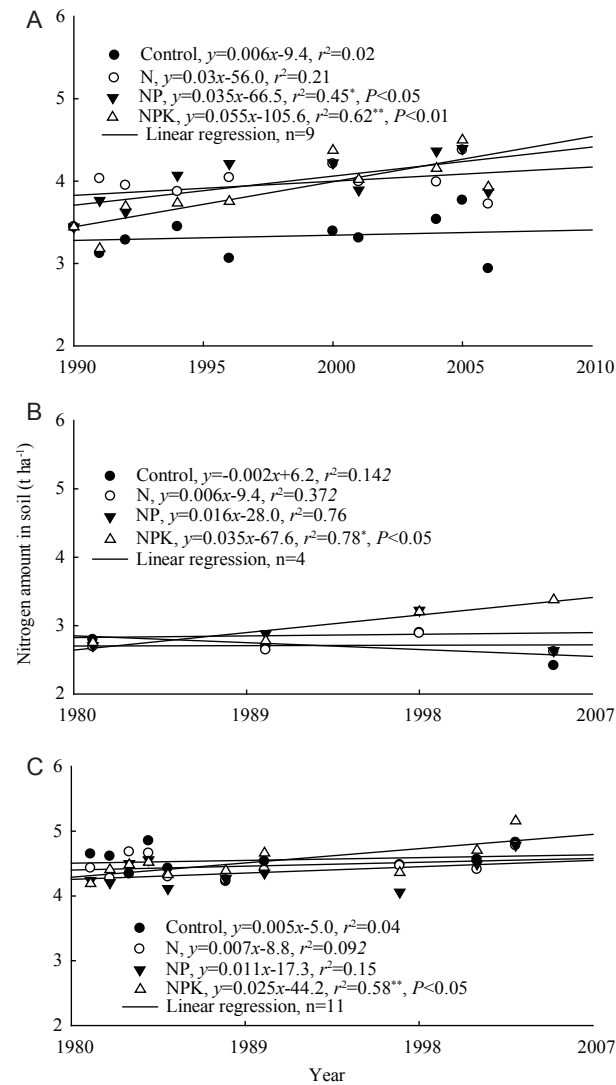 A
6
Control, y=0.006x-9.4, r²=0.02
N, y=0.03x-56.0, r²=0.21
NP, y=0.035x-66.5, r²=0.45*, P<0.05
NPK, y=0.055x-105.6, r²=0.62**, P<0.01
Linear regression, n=9
5
4
3
2
1990 1995 2000 2005 2010
B
6
Control, y=-0.002x+6.2, r²=0.142
N, y=0.006x-9.4, r²=0.372
NP, y=0.016x-28.0, r²=0.76
NPK, y=0.035x-67.6, r²=0.78*, P<0.05
Linear regression, n=4
5
4
3
2
1980 1989 1998 2007
Nitrogen amount in soil (t ha⁻¹)
C
6
5
4
Control, y=0.005x-5.0, r²=0.04
N, y=0.007x-8.8, r²=0.092
NP, y=0.011x-17.3, r²=0.15
NPK, y=0.025x-44.2, r²=0.58**, P<0.05
Linear regression, n=11
3
2
1980 1989 1998 2007
Year